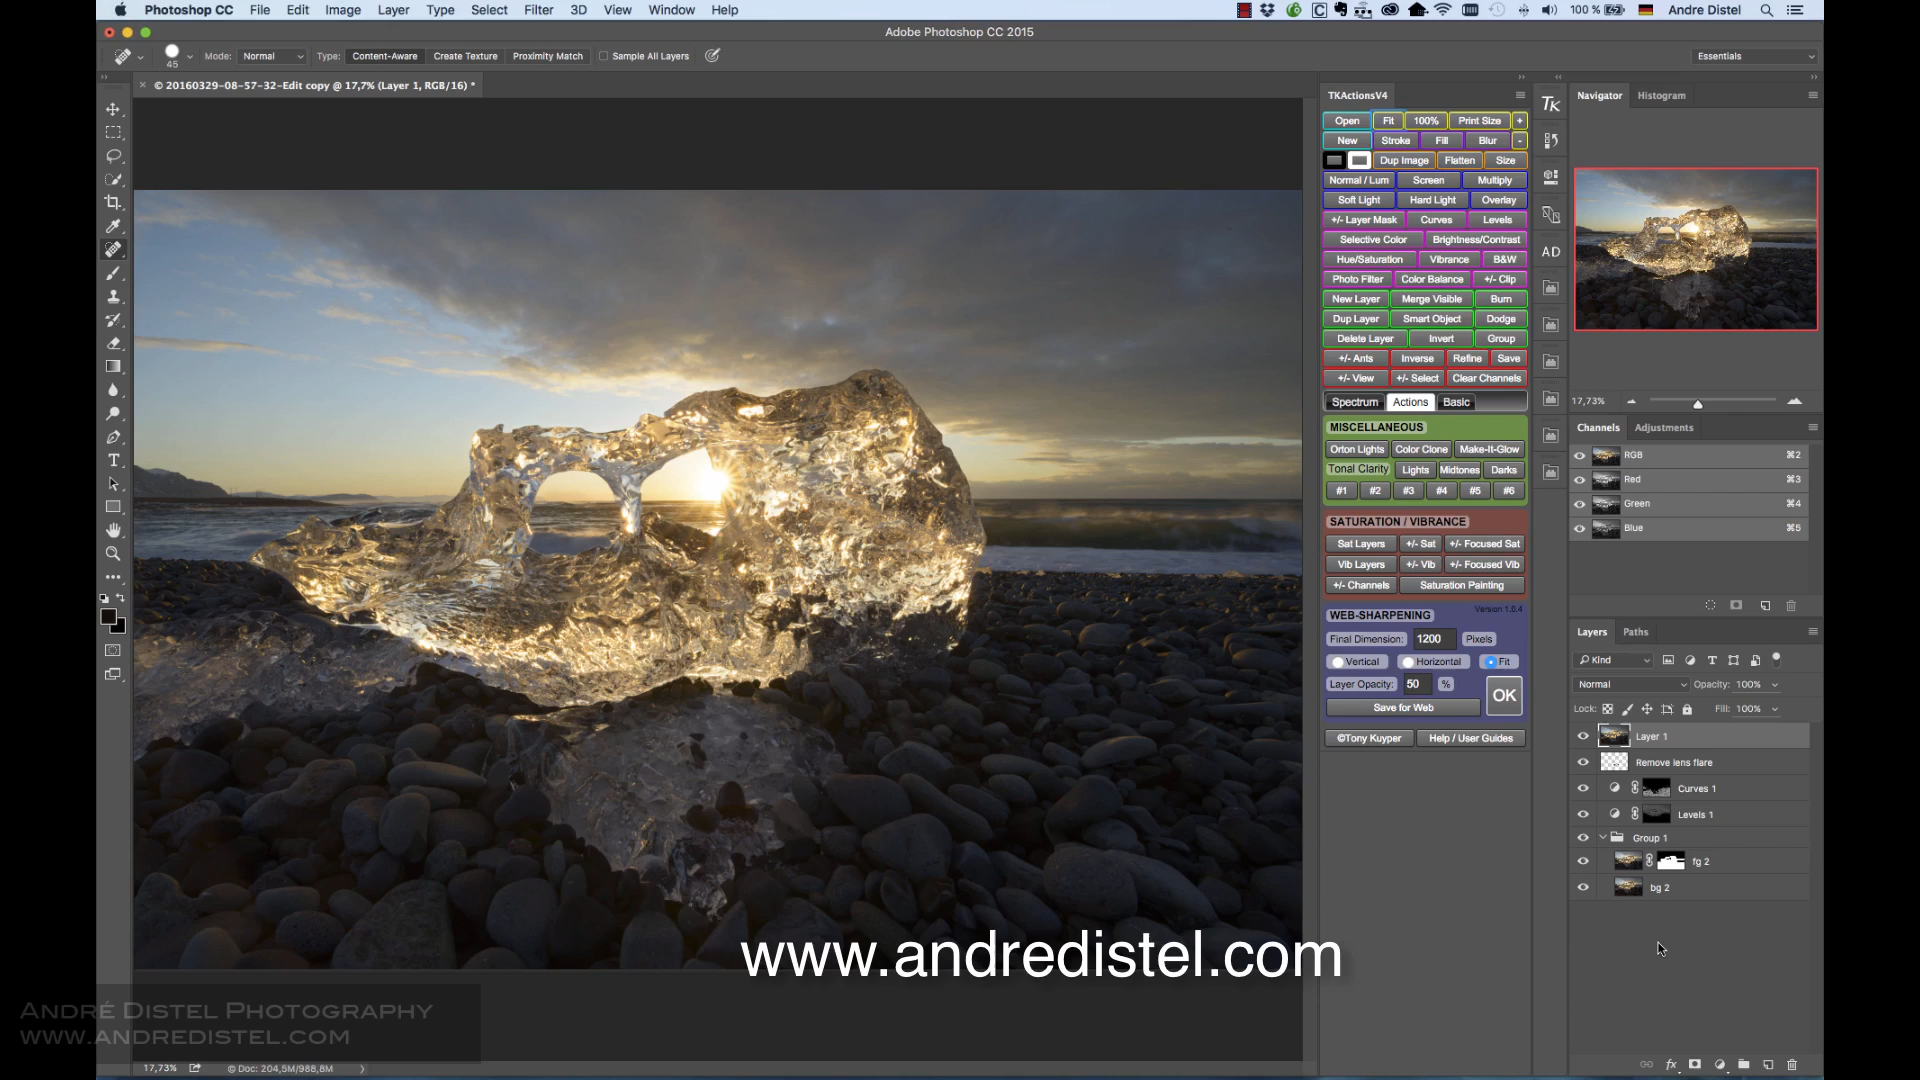 Photoshop CC File Edit Image Layer Type Select Filter 3D View Window Help 100 % Andre Distel
Adobe Photoshop CC 2015
45 Mode: Normal Type: Content-Aware Create Texture Proximity Match Sample All Layers Essentials
© 20160329-08-57-32-Edit copy @ 17,7% (Layer 1, RGB/16) *
TKActionsV4
Open Fit 100% Print Size +
New Stroke Fill Blur -
Dup Image Flatten Size
Normal / Lum Screen Multiply
Soft Light Hard Light Overlay
+/- Layer Mask Curves Levels
Selective Color Brightness/Contrast
Hue/Saturation Vibrance B&W
Photo Filter Color Balance +/- Clip
New Layer Merge Visible Burn
Dup Layer Smart Object Dodge
Delete Layer Invert Group
+/- Ants Inverse Refine Save
+/- View +/- Select Clear Channels
Spectrum Actions Basic
MISCELLANEOUS
Orton Lights Color Clone Make-It-Glow
Tonal Clarity Lights Midtones Darks
#1 #2 #3 #4 #5 #6
SATURATION / VIBRANCE
Sat Layers +/- Sat +/- Focused Sat
Vib Layers +/- Vib +/- Focused Vib
+/- Channels Saturation Painting
WEB-SHARPENING Version 1.0.4
Final Dimension: 1200 Pixels
Vertical Horizontal Fit
Layer Opacity: 50 % OK
Save for Web
©Tony Kuyper Help / User Guides
TK
AD
Navigator Histogram
17,73%
Channels Adjustments
RGB ⌘2
Red ⌘3
Green ⌘4
Blue ⌘5
Layers Paths
Kind
Normal Opacity: 100%
Lock: Fill: 100%
Layer 1
Remove lens flare
Curves 1
Levels 1
Group 1
fg 2
bg 2
www.andredistel.com
André Distel Photography
www.andredistel.com
17,73% © Doc: 204,5M/988,8M